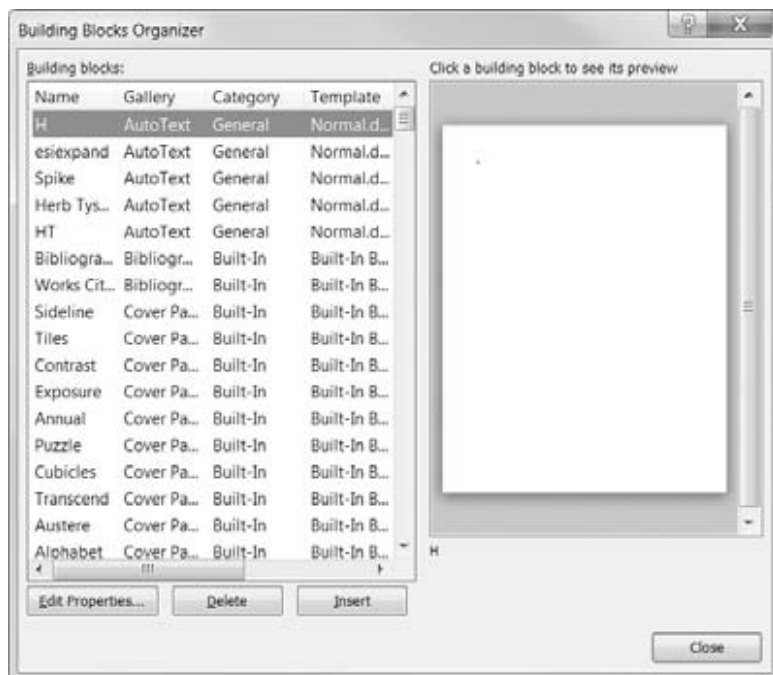 Building Blocks Organizer
Building blocks:
Click a building block to see its preview
Name Gallery Category Template
H AutoText General Normal.d...
esiexpand AutoText General Normal.d...
Spike AutoText General Normal.d...
Herb Tys... AutoText General Normal.d...
HT AutoText General Normal.d...
Bibliogra... Bibliogr... Built-In Built-In B...
Works Cit... Bibliogr... Built-In Built-In B...
Sideline Cover Pa... Built-In Built-In B...
Tiles Cover Pa... Built-In Built-In B...
Contrast Cover Pa... Built-In Built-In B...
Exposure Cover Pa... Built-In Built-In B...
Annual Cover Pa... Built-In Built-In B...
Puzzle Cover Pa... Built-In Built-In B...
Cubicles Cover Pa... Built-In Built-In B...
Transcend Cover Pa... Built-In Built-In B...
Austere Cover Pa... Built-In Built-In B...
Alphabet Cover Pa... Built-In Built-In B...
H
Edit Properties... Delete Insert
Close